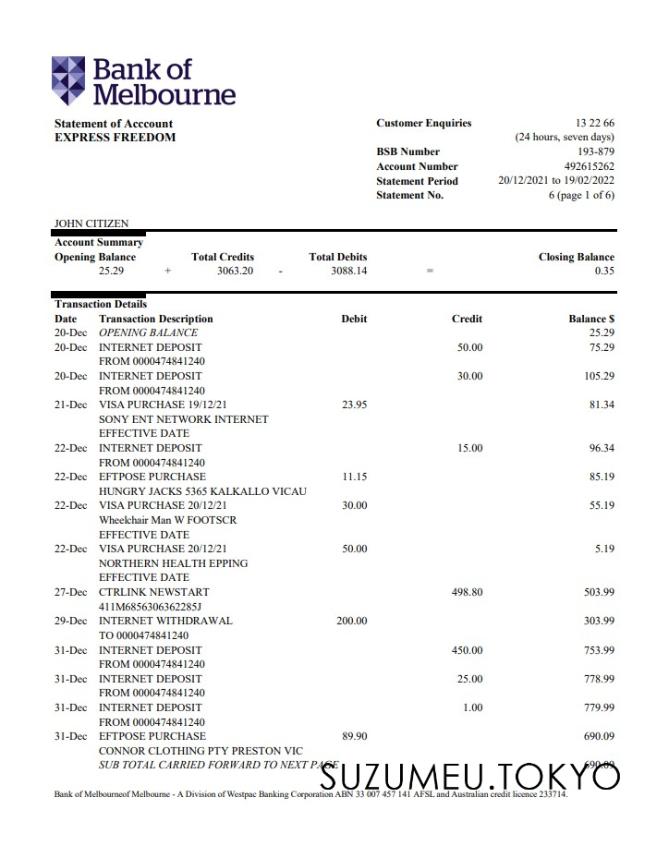 Bank of
Melbourne
Statement of Acccount
EXPRESS FREEDOM
Customer Enquiries 13 22 66
(24 hours, seven days)
BSB Number 193-879
Account Number 492615262
Statement Period 20/12/2021 to 19/02/2022
Statement No. 6 (page 1 of 6)
JOHN CITIZEN
Account Summary
Opening Balance Total Credits Total Debits Closing Balance
25.29 + 3063.20 - 3088.14 = 0.35
Transaction Details
Date Transaction Description Debit Credit Balance $
20-Dec OPENING BALANCE 25.29
20-Dec INTERNET DEPOSIT 50.00 75.29
FROM 0000474841240
20-Dec INTERNET DEPOSIT 30.00 105.29
FROM 0000474841240
21-Dec VISA PURCHASE 19/12/21 23.95 81.34
SONY ENT NETWORK INTERNET
EFFECTIVE DATE
22-Dec INTERNET DEPOSIT 15.00 96.34
FROM 0000474841240
22-Dec EFTPOSE PURCHASE 11.15 85.19
HUNGRY JACKS 5365 KALKALLO VICAU
22-Dec VISA PURCHASE 20/12/21 30.00 55.19
Wheelchair Man W FOOTSCR
EFFECTIVE DATE
22-Dec VISA PURCHASE 20/12/21 50.00 5.19
NORTHERN HEALTH EPPING
EFFECTIVE DATE
27-Dec CTRLINK NEWSTART 498.80 503.99
411M6856306362285J
29-Dec INTERNET WITHDRAWAL 200.00 303.99
TO 0000474841240
31-Dec INTERNET DEPOSIT 450.00 753.99
FROM 0000474841240
31-Dec INTERNET DEPOSIT 25.00 778.99
FROM 0000474841240
31-Dec INTERNET DEPOSIT 1.00 779.99
FROM 0000474841240
31-Dec EFTPOSE PURCHASE 89.90 690.09
CONNOR CLOTHING PTY PRESTON VIC
SUB TOTAL CARRIED FORWARD TO NEXT PAGE 690.09
SUZUMEU.TOKYO
Bank of Melbourneof Melbourne - A Division of Westpac Banking Corporation ABN 33 007 457 141 AFSL and Australian credit licence 233714.